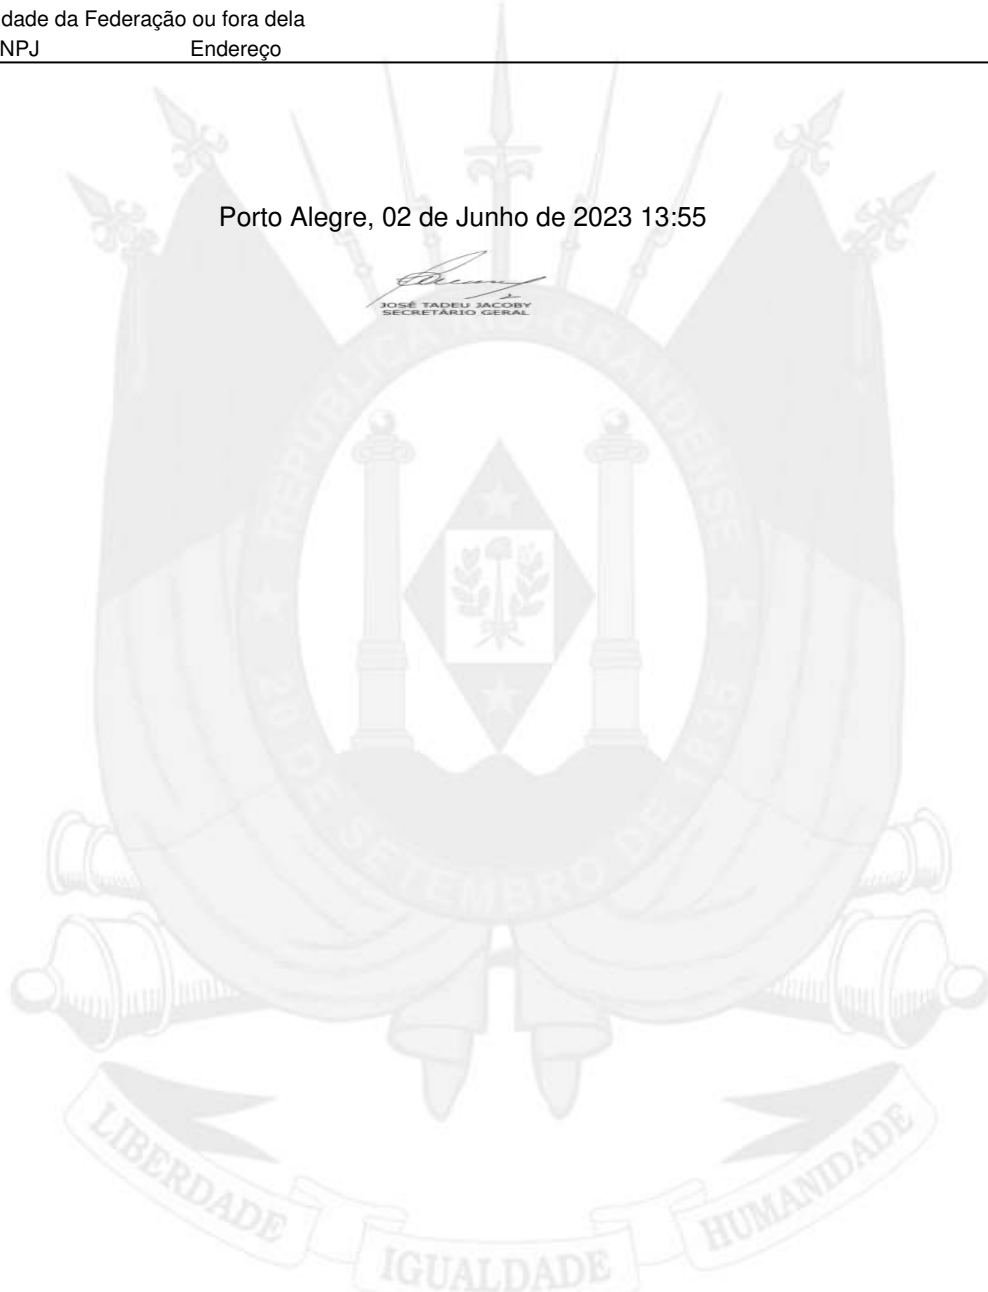 dade da Federação ou fora dela
NPJ Endereço
Porto Alegre, 02 de Junho de 2023 13:55
JOSÉ TADEU JACOBY
SECRETÁRIO GERAL
REPUBLICA RIO GRANDENSE
20 DE SETEMBRO DE 1835
LIBERDADE
IGUALDADE
HUMANIDADE